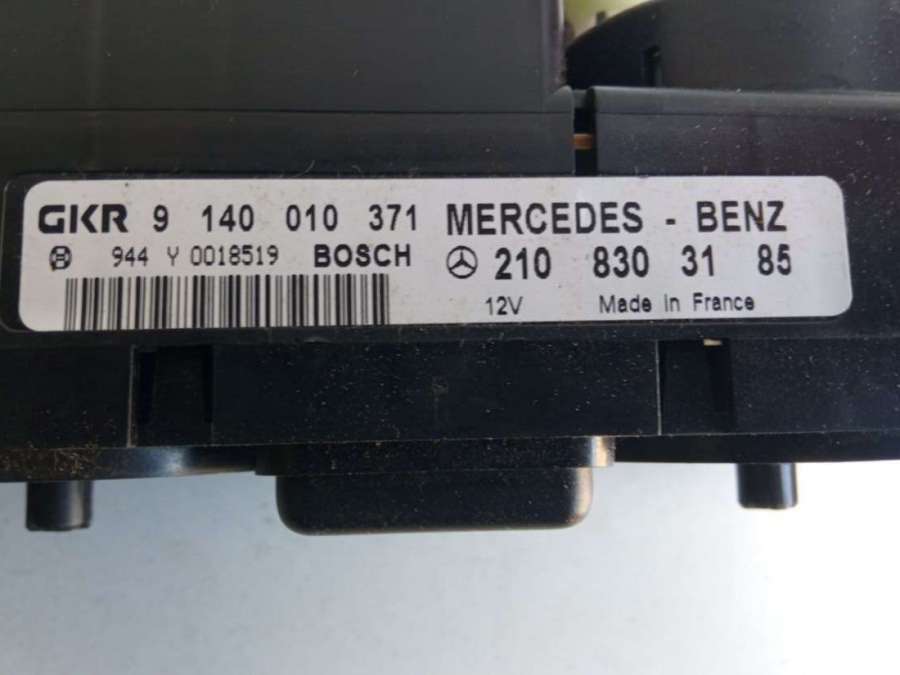 GKR 9 140 010 371 MERCEDES - BENZ
944 Y 0018519 BOSCH 210 830 31 85
12V Made in France